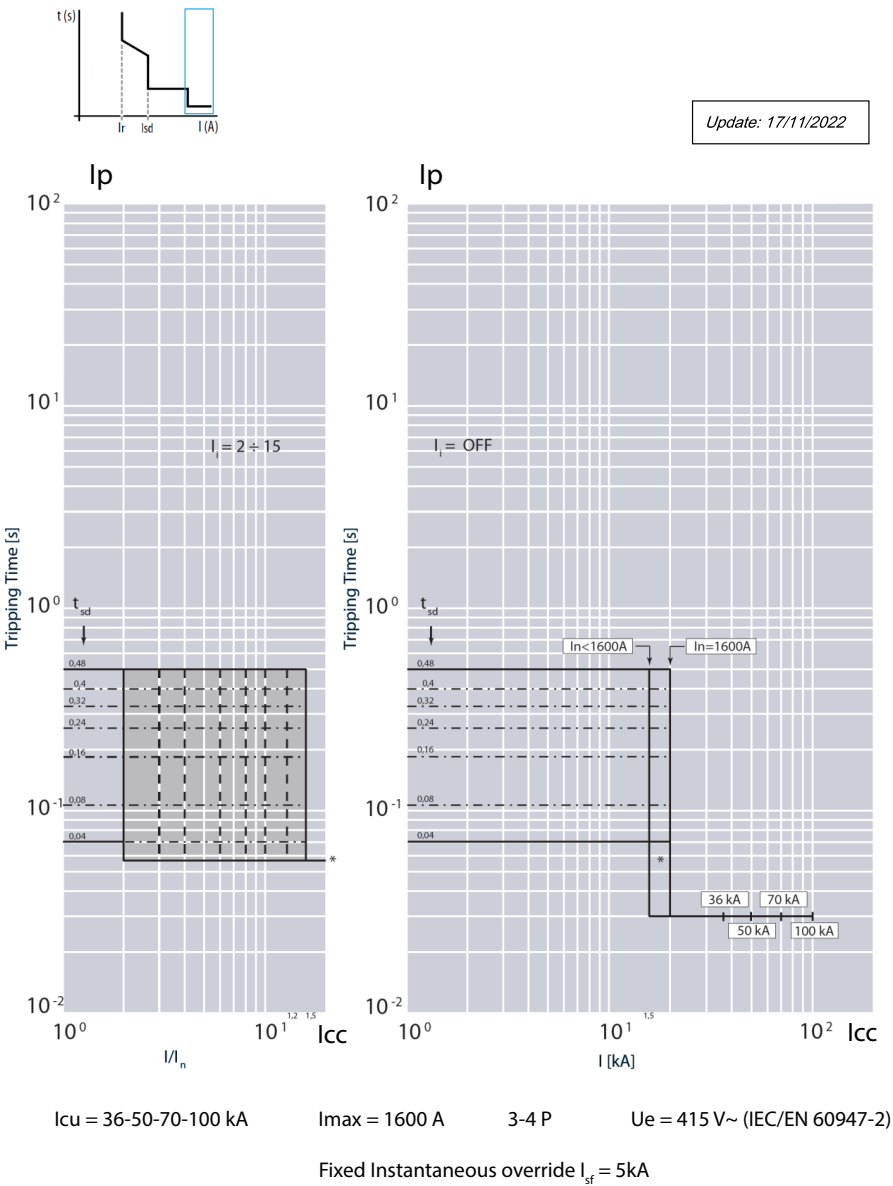 t (s)
Ir
Isd
I (A)
Update: 17/11/2022
Ip
10²
10¹
10⁰
10⁻¹
10⁻²
Tripping Time [s]
Iᵢ = 2 ÷ 15
t sd
0,48
0,4
0,32
0,24
0,16
0,08
0,04
*
10⁰
10¹
1,2
1,5
Icc
I/Iₙ
Ip
10²
10¹
10⁰
10⁻¹
10⁻²
Tripping Time [s]
Iᵢ = OFF
t sd
In<1600A
In=1600A
0,48
0,4
0,32
0,24
0,16
0,08
0,04
*
36 kA
70 kA
50 kA
100 kA
10⁰
10¹
1,5
10²
Icc
I [kA]
Icu = 36-50-70-100 kA Imax = 1600 A 3-4 P Ue = 415 V~ (IEC/EN 60947-2)
Fixed Instantaneous override I sf = 5kA